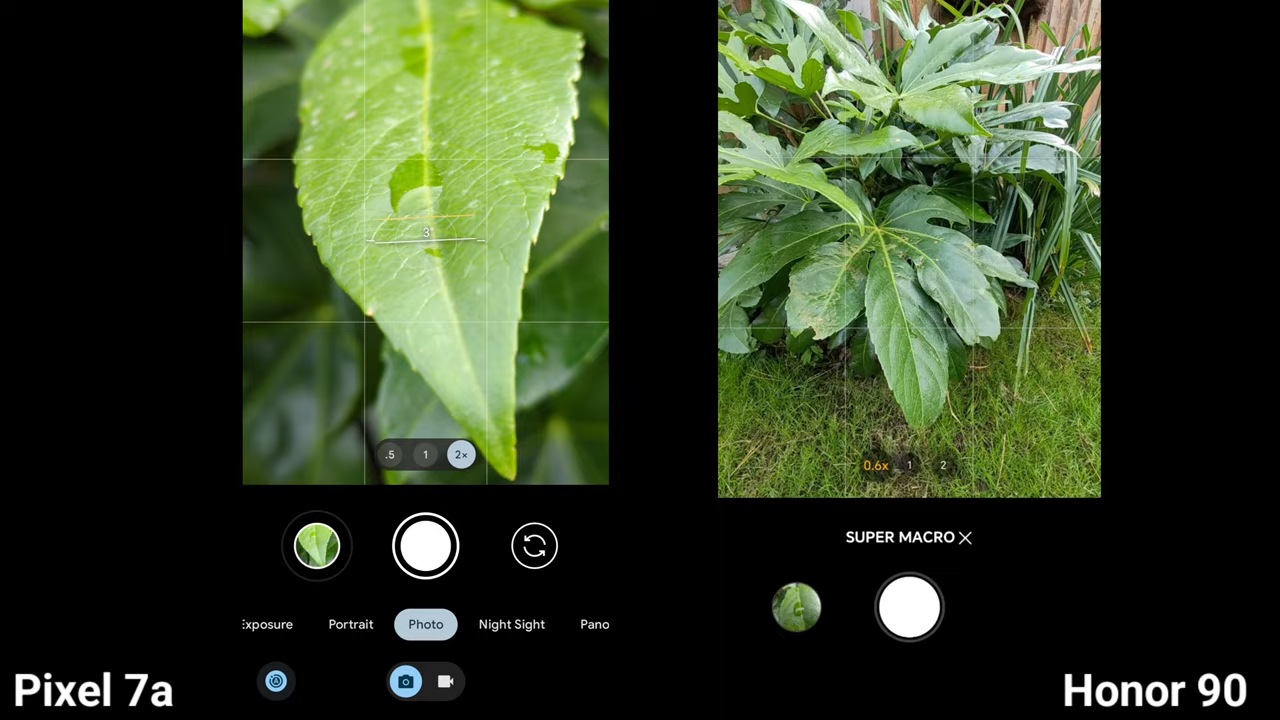 3
.5 1 2×
0.6x 1 2
SUPER MACRO
Exposure Portrait Photo Night Sight Pano
Pixel 7a
Honor 90